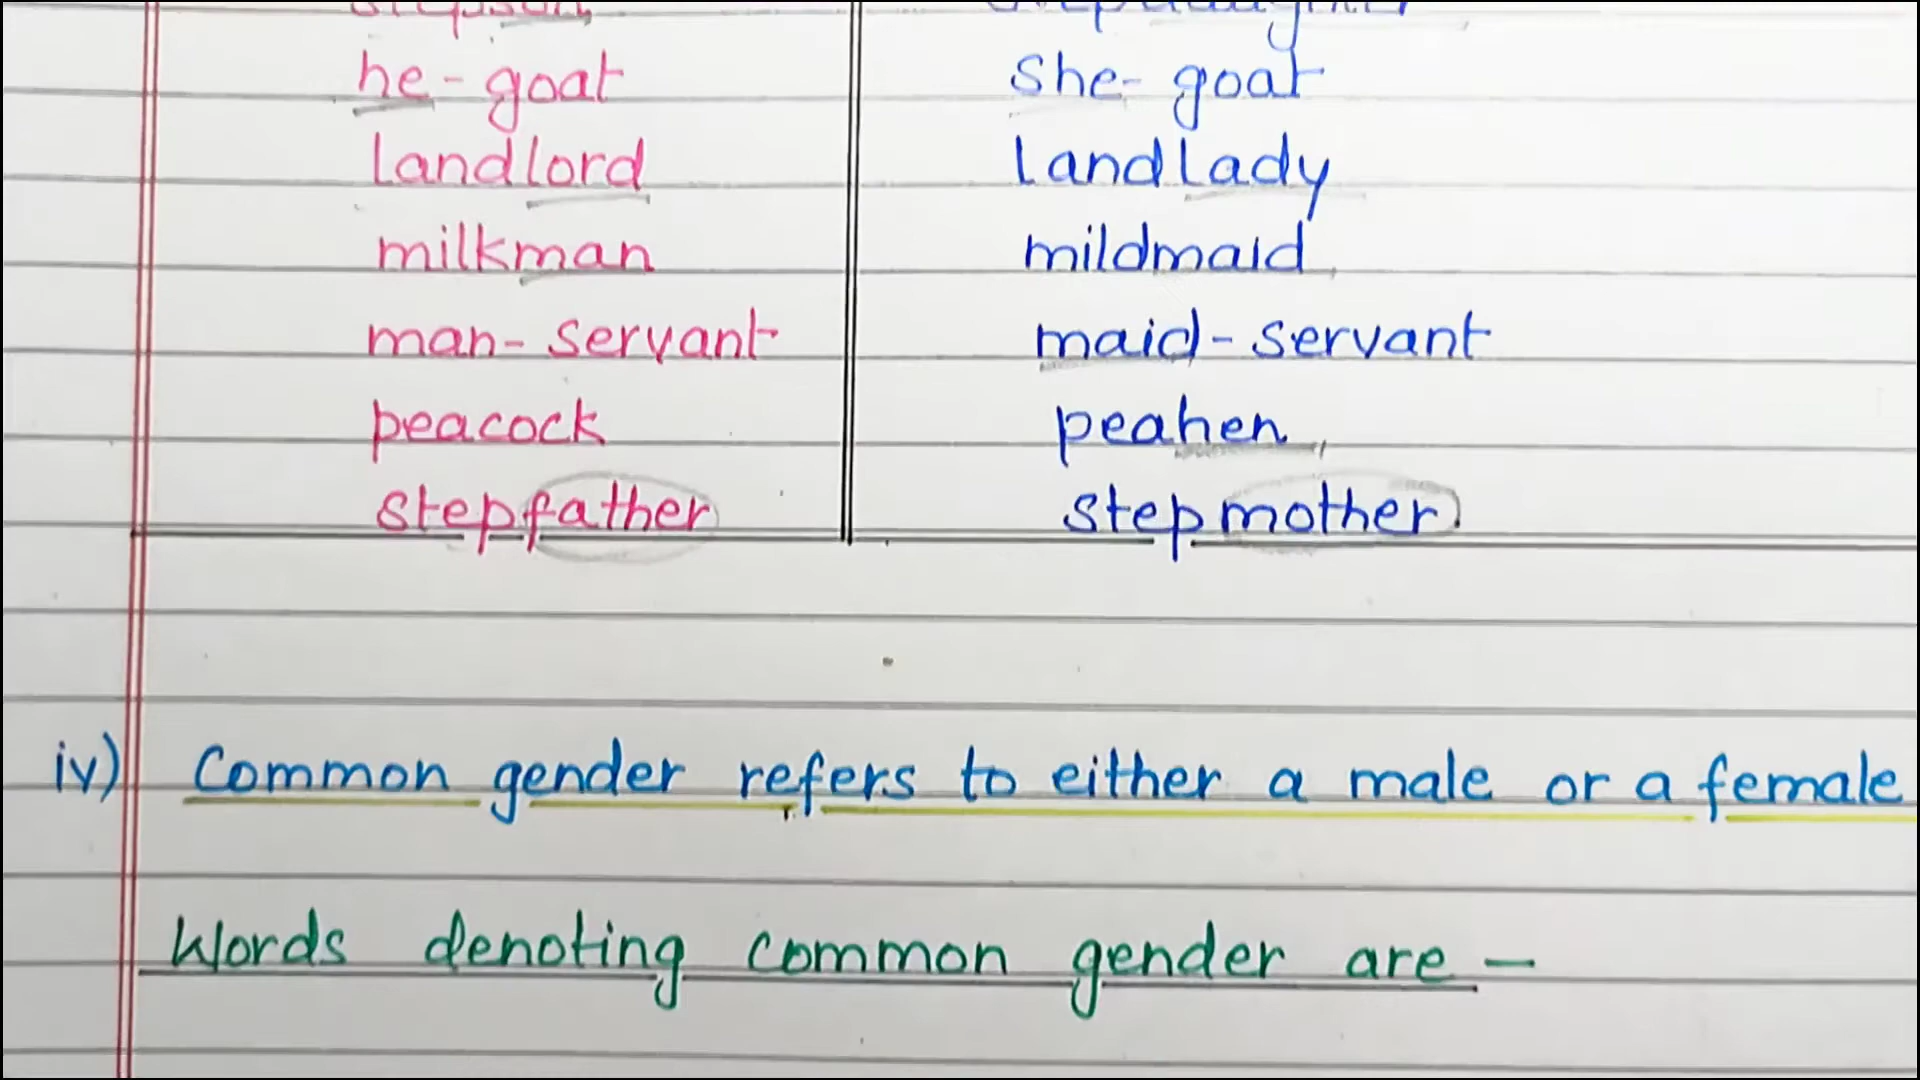 he-goat she-goat
landlord landlady
milkman mildmaid
man-servant maid-servant
peacock peahen
stepfather stepmother
iv) Common gender refers to either a male or a female
Words denoting common gender are -